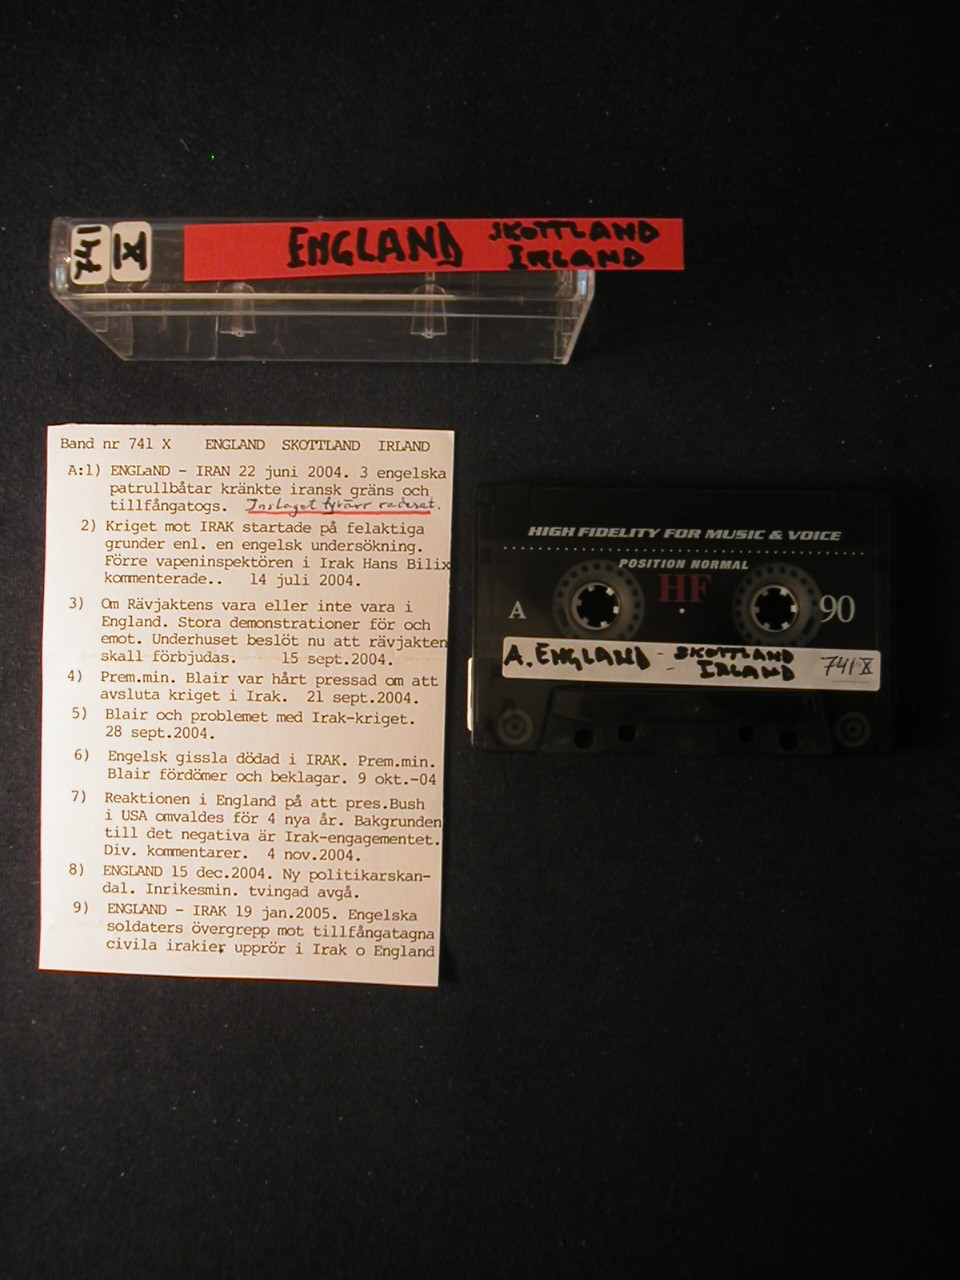 741
X
ENGLAND SKOTTLAND
IRLAND
Band nr 741 X ENGLAND SKOTTLAND IRLAND
A:1) ENGLaND - IRAN 22 juni 2004. 3 engelska
patrullbåtar kränkte iransk gräns och
tillfångatogs. Inslaget tyvärr raderat.
2) Kriget mot IRAK startade på felaktiga
grunder enl. en engelsk undersökning.
Förre vapeninspektören i Irak Hans Bilix
kommenterade.. 14 juli 2004.
3) Om Rävjaktens vara eller inte vara i
England. Stora demonstrationer för och
emot. Underhuset beslöt nu att rävjakten
skall förbjudas. 15 sept.2004.
4) Prem.min. Blair var hårt pressad om att
avsluta kriget i Irak. 21 sept.2004.
5) Blair och problemet med Irak-kriget.
28 sept.2004.
6) Engelsk gissla dödad i IRAK. Prem.min.
Blair fördömer och beklagar. 9 okt.-04
7) Reaktionen i England på att pres.Bush
i USA omvaldes för 4 nya år. Bakgrunden
till det negativa är Irak-engagementet.
Div. kommentarer. 4 nov.2004.
8) ENGLAND 15 dec.2004. Ny politikarskan-
dal. Inrikesmin. tvingad avgå.
9) ENGLAND - IRAK 19 jan.2005. Engelska
soldaters övergrepp mot tillfångatagna
civila irakier upprör i Irak o England
HIGH FIDELITY FOR MUSIC & VOICE
POSITION NORMAL
HF
A 90
A. ENGLAND - SKOTTLAND 741 X
- IRLAND